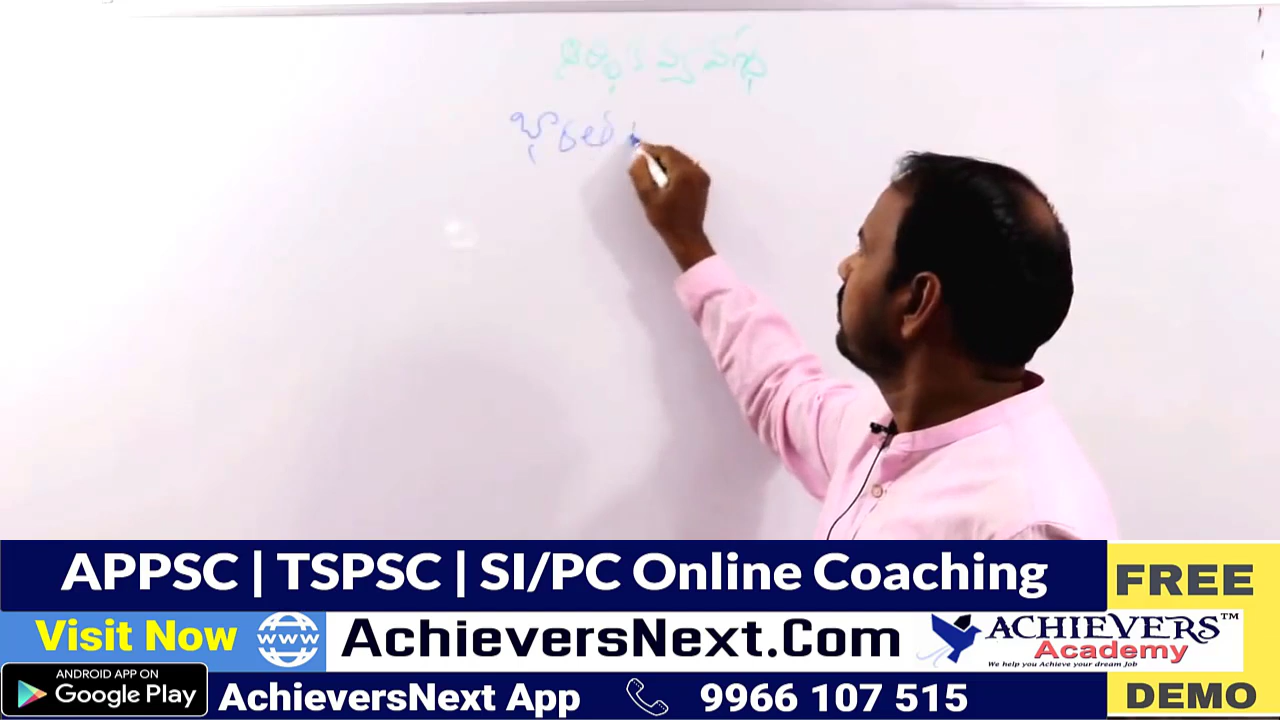 ఆర్థిక వ్యవస్థ
భారత
APPSC | TSPSC | SI/PC Online Coaching
FREE
Visit Now www AchieversNext.Com ACHIEVERS™
Academy
We help you Achieve your dream Job
ANDROID APP ON
Google Play AchieversNext App 9966 107 515 DEMO